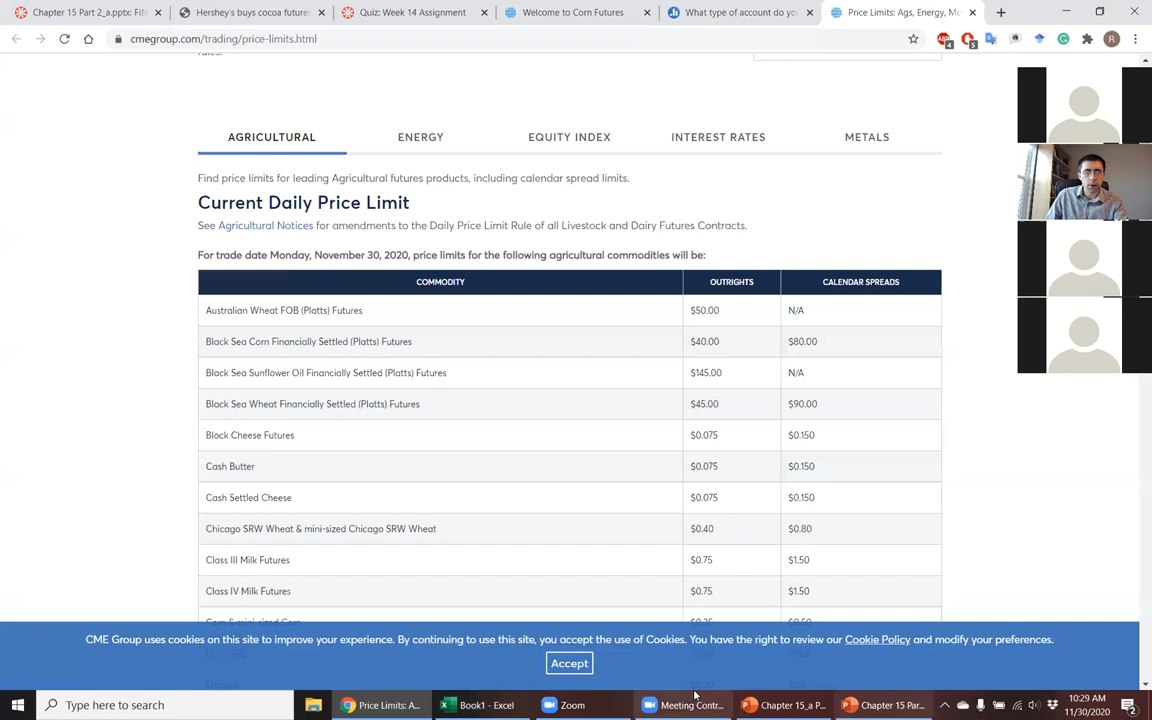 Chapter 15 Part 2_a.pptx: FIN
Hershey's buys cocoa future
Quiz: Week 14 Assignment
Welcome to Corn Futures
What type of account do yo
Price Limits: Ags, Energy, Me
cmegroup.com/trading/price-limits.html
rules.
AGRICULTURAL ENERGY EQUITY INDEX INTEREST RATES METALS
Find price limits for leading Agricultural futures products, including calendar spread limits.
Current Daily Price Limit
See Agricultural Notices for amendments to the Daily Price Limit Rule of all Livestock and Dairy Futures Contracts.
For trade date Monday, November 30, 2020, price limits for the following agricultural commodities will be:
COMMODITY OUTRIGHTS CALENDAR SPREADS
Australian Wheat FOB (Platts) Futures $50.00 N/A
Black Sea Corn Financially Settled (Platts) Futures $40.00 $80.00
Black Sea Sunflower Oil Financially Settled (Platts) Futures $145.00 N/A
Black Sea Wheat Financially Settled (Platts) Futures $45.00 $90.00
Block Cheese Futures $0.075 $0.150
Cash Butter $0.075 $0.150
Cash Settled Cheese $0.075 $0.150
Chicago SRW Wheat & mini-sized Chicago SRW Wheat $0.40 $0.80
Class III Milk Futures $0.75 $1.50
Class IV Milk Futures $0.75 $1.50
CME Group uses cookies on this site to improve your experience. By continuing to use this site, you accept the use of Cookies. You have the right to review our Cookie Policy and modify your preferences.
Accept
Type here to search
Price Limits: A...
Book1 - Excel
Zoom
Meeting Contr...
Chapter 15_a P...
Chapter 15 Par...
10:29 AM
11/30/2020